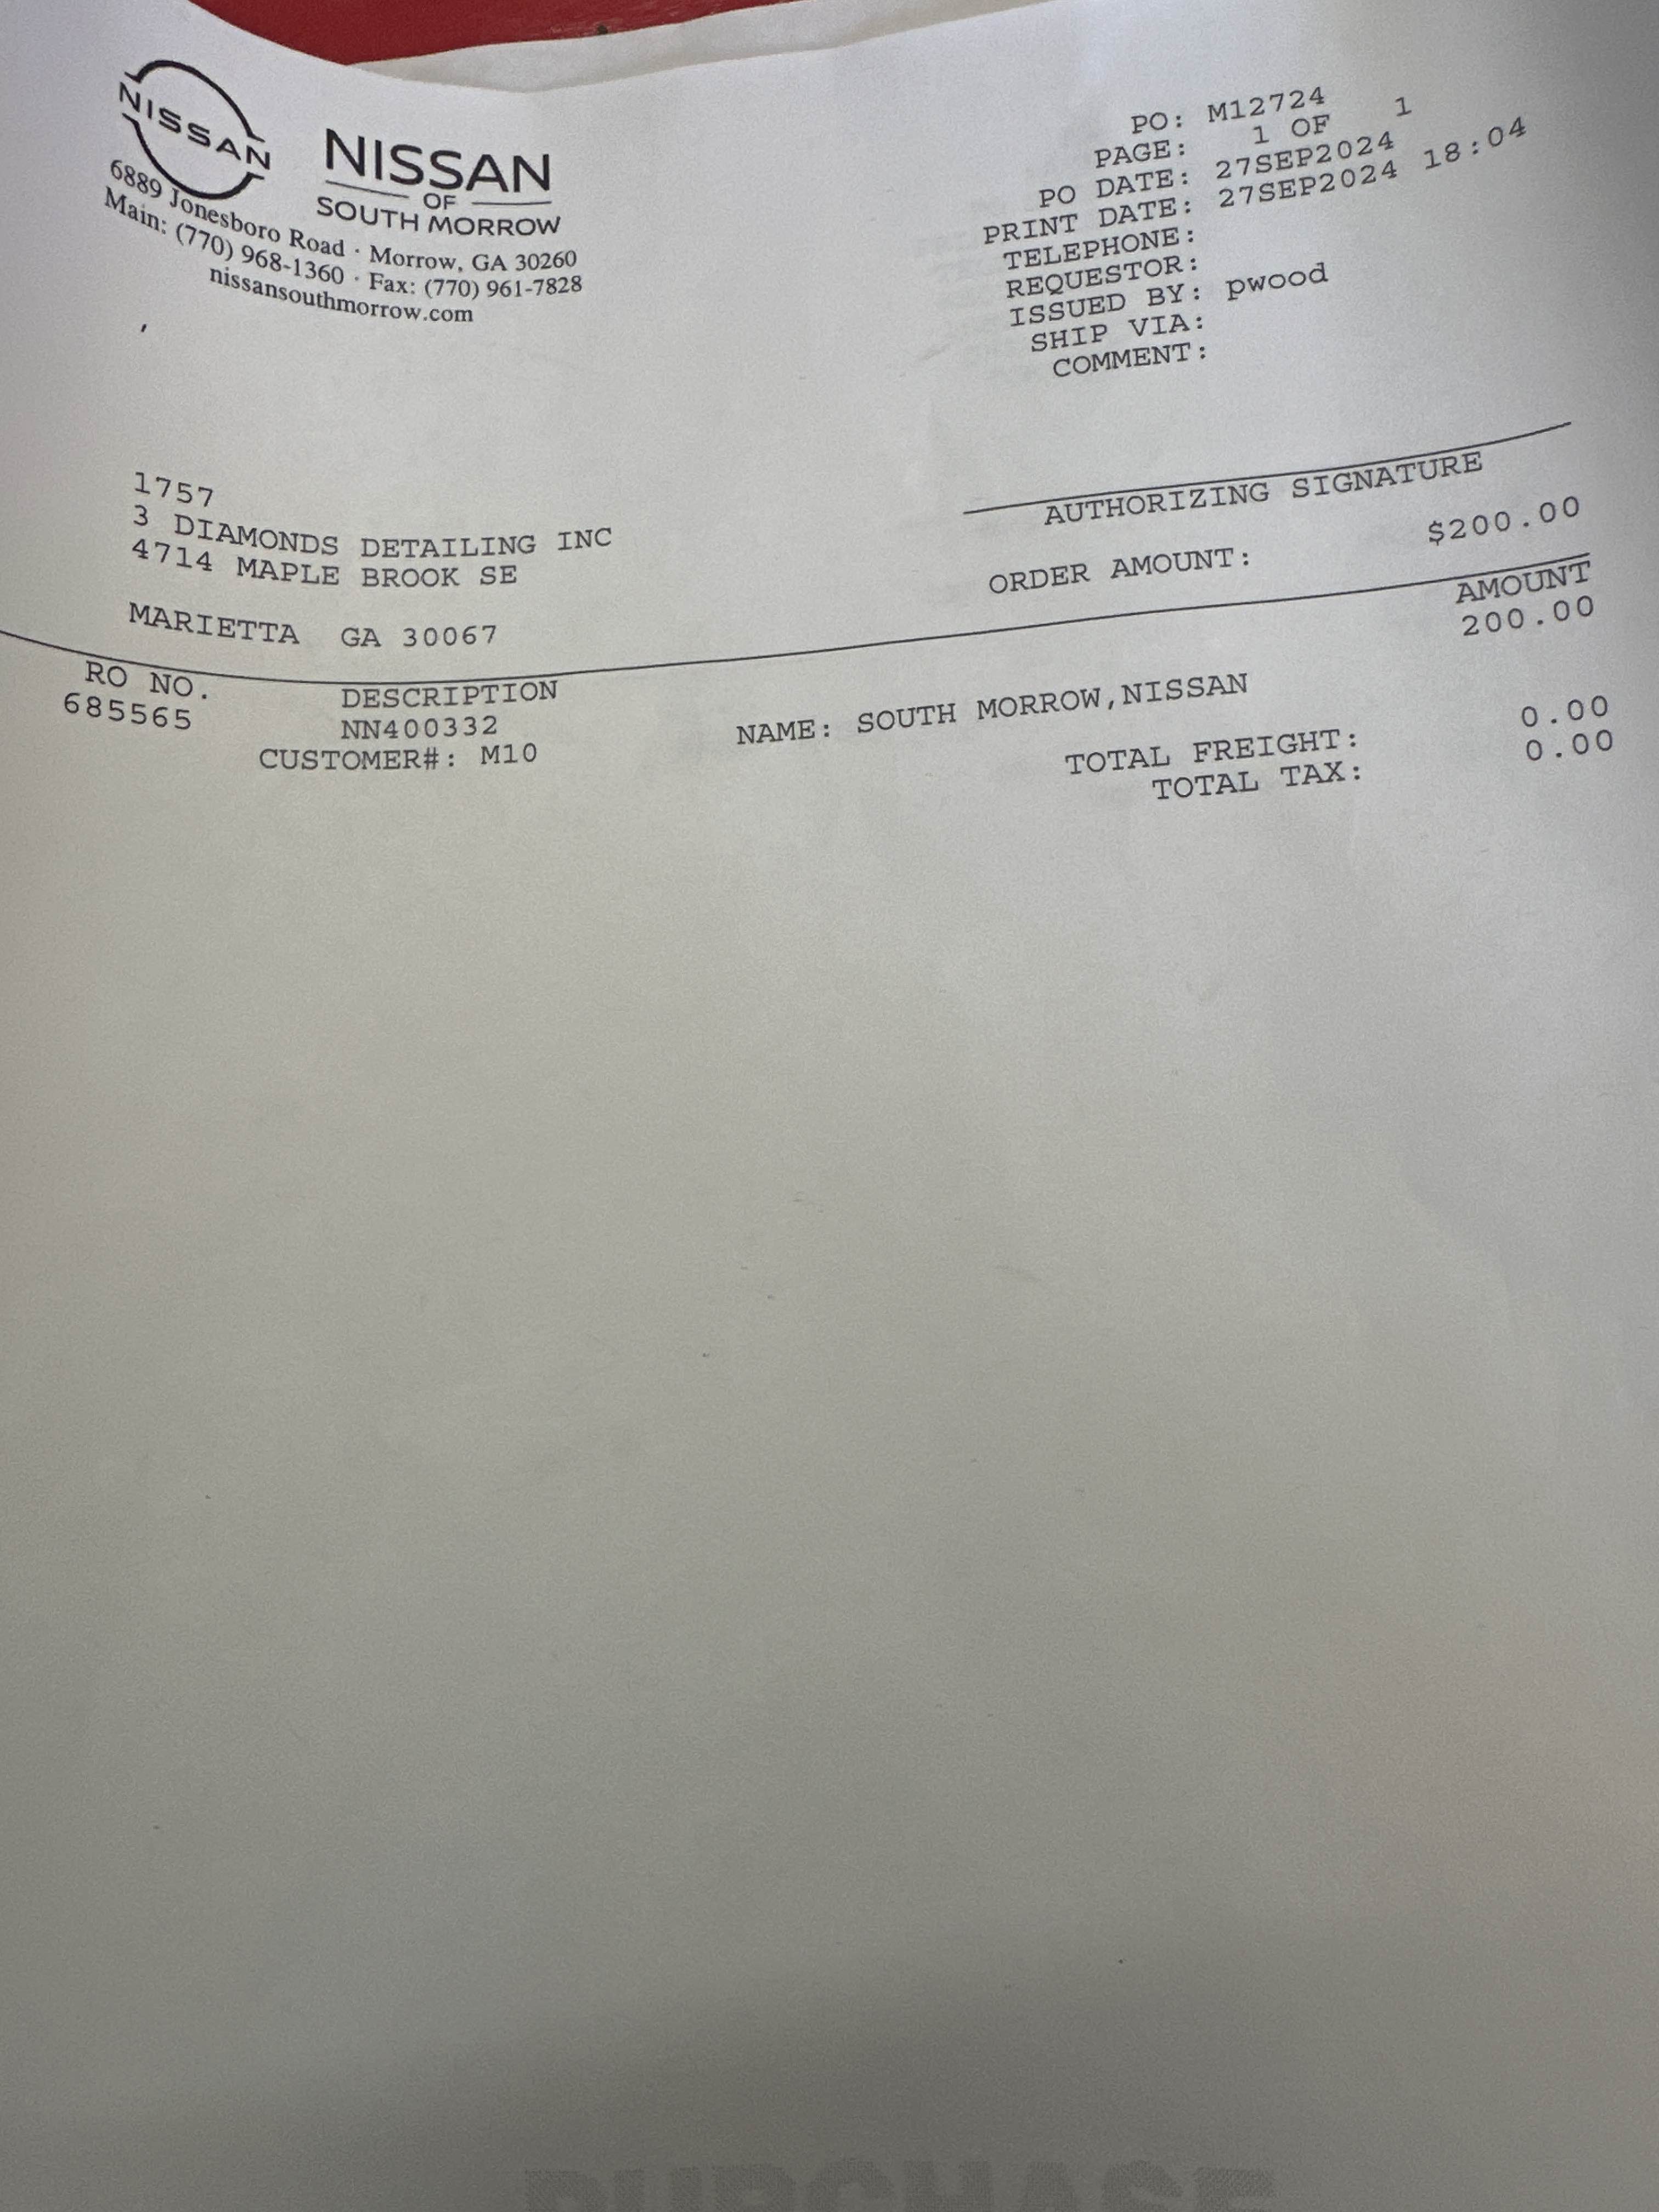 NISSAN
NISSAN
OF
SOUTH MORROW
6889 Jonesboro Road · Morrow, GA 30260
Main: (770) 968-1360 · Fax: (770) 961-7828
nissansouthmorrow.com
PO: M12724
PAGE: 1 OF 1
PO DATE: 27SEP2024
PRINT DATE: 27SEP2024 18:04
TELEPHONE:
REQUESTOR:
ISSUED BY: pwood
SHIP VIA:
COMMENT:
1757
3 DIAMONDS DETAILING INC
4714 MAPLE BROOK SE
MARIETTA GA 30067
AUTHORIZING SIGNATURE
ORDER AMOUNT: $200.00
RO NO. DESCRIPTION AMOUNT
685565 NN400332 200.00
CUSTOMER#: M10 NAME: SOUTH MORROW,NISSAN
TOTAL FREIGHT: 0.00
TOTAL TAX: 0.00
PURCHASE